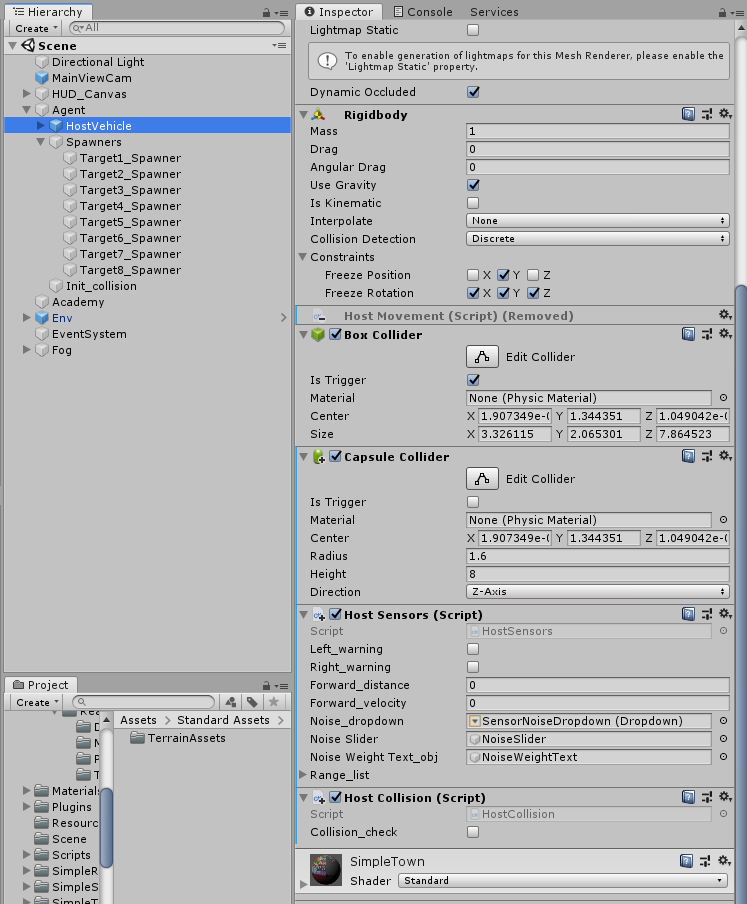 Hierarchy
Create
All
Scene
Directional Light
MainViewCam
HUD_Canvas
Agent
HostVehicle
Spawners
Target1_Spawner
Target2_Spawner
Target3_Spawner
Target4_Spawner
Target5_Spawner
Target6_Spawner
Target7_Spawner
Target8_Spawner
Init_collision
Academy
Env
EventSystem
Fog
Project
Create
Materials
Plugins
Resourc
Scene
Scripts
SimpleR
SimpleS
Assets > Standard Assets >
TerrainAssets
Inspector Console Services
Lightmap Static
To enable generation of lightmaps for this Mesh Renderer, please enable the
'Lightmap Static' property.
Dynamic Occluded
Rigidbody
Mass 1
Drag 0
Angular Drag 0
Use Gravity
Is Kinematic
Interpolate None
Collision Detection Discrete
Constraints
Freeze Position X Y Z
Freeze Rotation X Y Z
Host Movement (Script) (Removed)
Box Collider
Edit Collider
Is Trigger
Material None (Physic Material)
Center X 1.907349e-0 Y 1.344351 Z 1.049042e-0
Size X 3.326115 Y 2.065301 Z 7.864523
Capsule Collider
Edit Collider
Is Trigger
Material None (Physic Material)
Center X 1.907349e-0 Y 1.344351 Z 1.049042e-0
Radius 1.6
Height 8
Direction Z-Axis
Host Sensors (Script)
Script HostSensors
Left_warning
Right_warning
Forward_distance 0
Forward_velocity 0
Noise_dropdown SensorNoiseDropdown (Dropdown)
Noise Slider NoiseSlider
Noise Weight Text_obj NoiseWeightText
Range_list
Host Collision (Script)
Script HostCollision
Collision_check
SimpleTown
Shader Standard